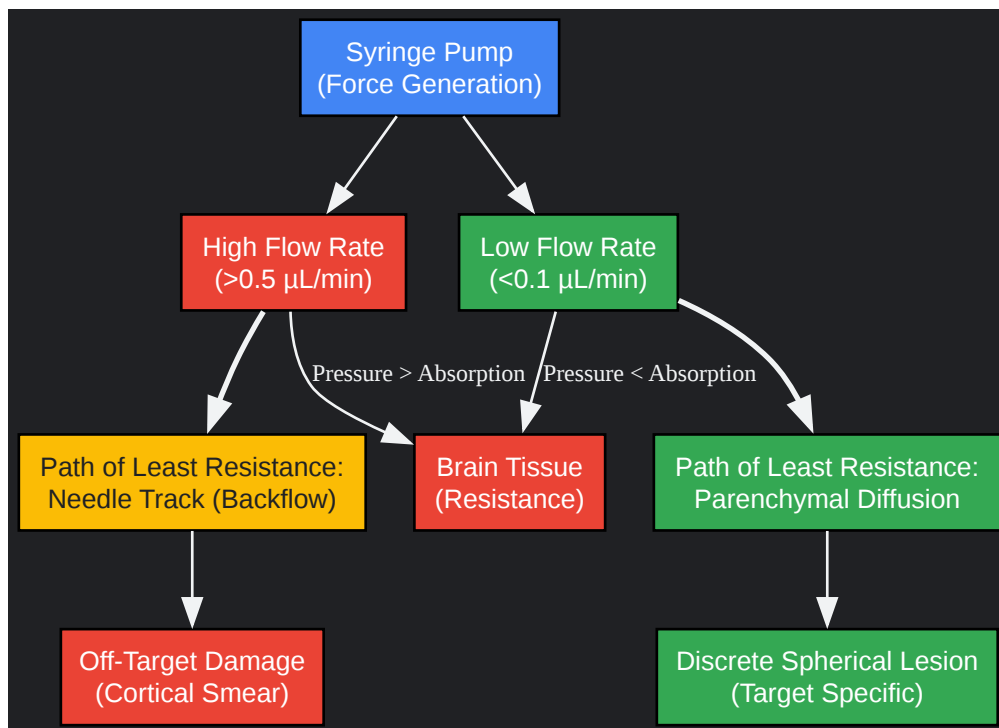 Syringe Pump
(Force Generation)
High Flow Rate
(>0.5 µL/min)
Low Flow Rate
(<0.1 µL/min)
Pressure > Absorption
Pressure < Absorption
Path of Least Resistance:
Needle Track (Backflow)
Brain Tissue
(Resistance)
Path of Least Resistance:
Parenchymal Diffusion
Off-Target Damage
(Cortical Smear)
Discrete Spherical Lesion
(Target Specific)